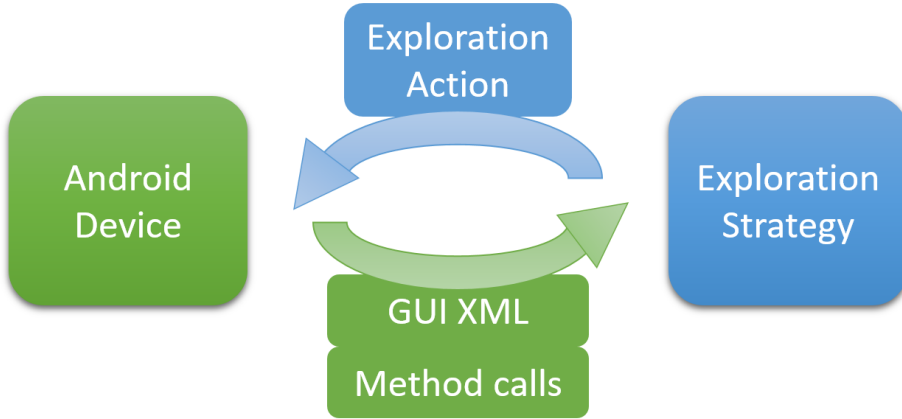 Exploration
Action
Android
Device
Exploration
Strategy
GUI XML
Method calls